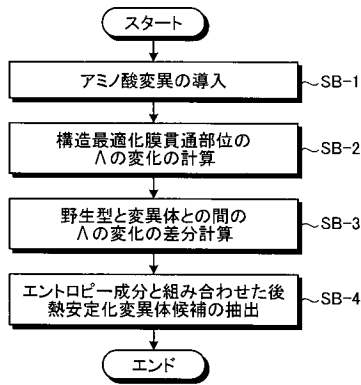 スタート
アミノ酸変異の導入
SB-1
構造最適化膜貫通部位の
Λの変化の計算
SB-2
野生型と変異体との間の
Λの変化の差分計算
SB-3
エントロピー成分と組み合わせた後
熱安定化変異体候補の抽出
SB-4
エンド